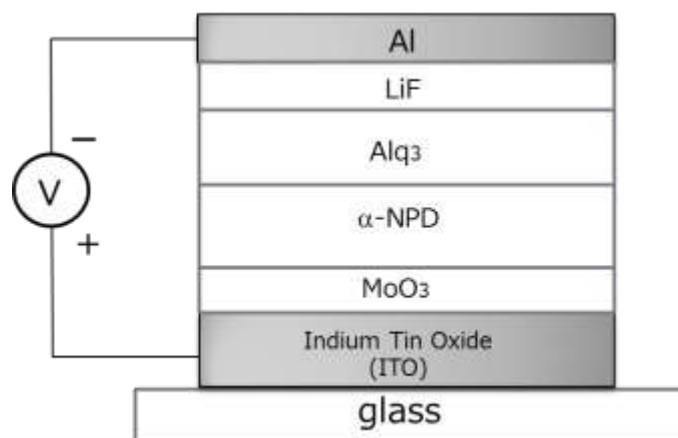 Al
LiF
Alq3
−
V
α-NPD
+
MoO3
Indium Tin Oxide
(ITO)
glass